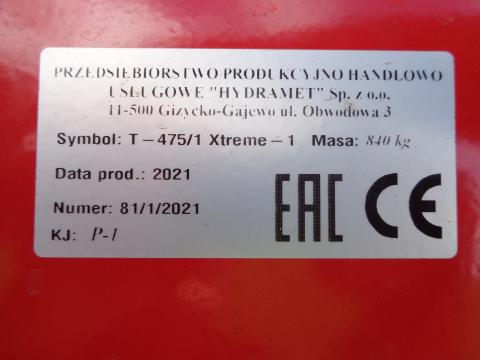 PRZEDSIĘBIORSTWO PRODUKCYJNO HANDLOWO
USŁUGOWE "HYDRAMET" Sp. z o.o.
11-500 Giżycko-Gajewo ul. Obwodowa 3
Symbol: T - 475/1 Xtreme - 1 Masa: 840 kg
Data prod.: 2021
Numer: 81/1/2021
KJ: P-1
EAC CE